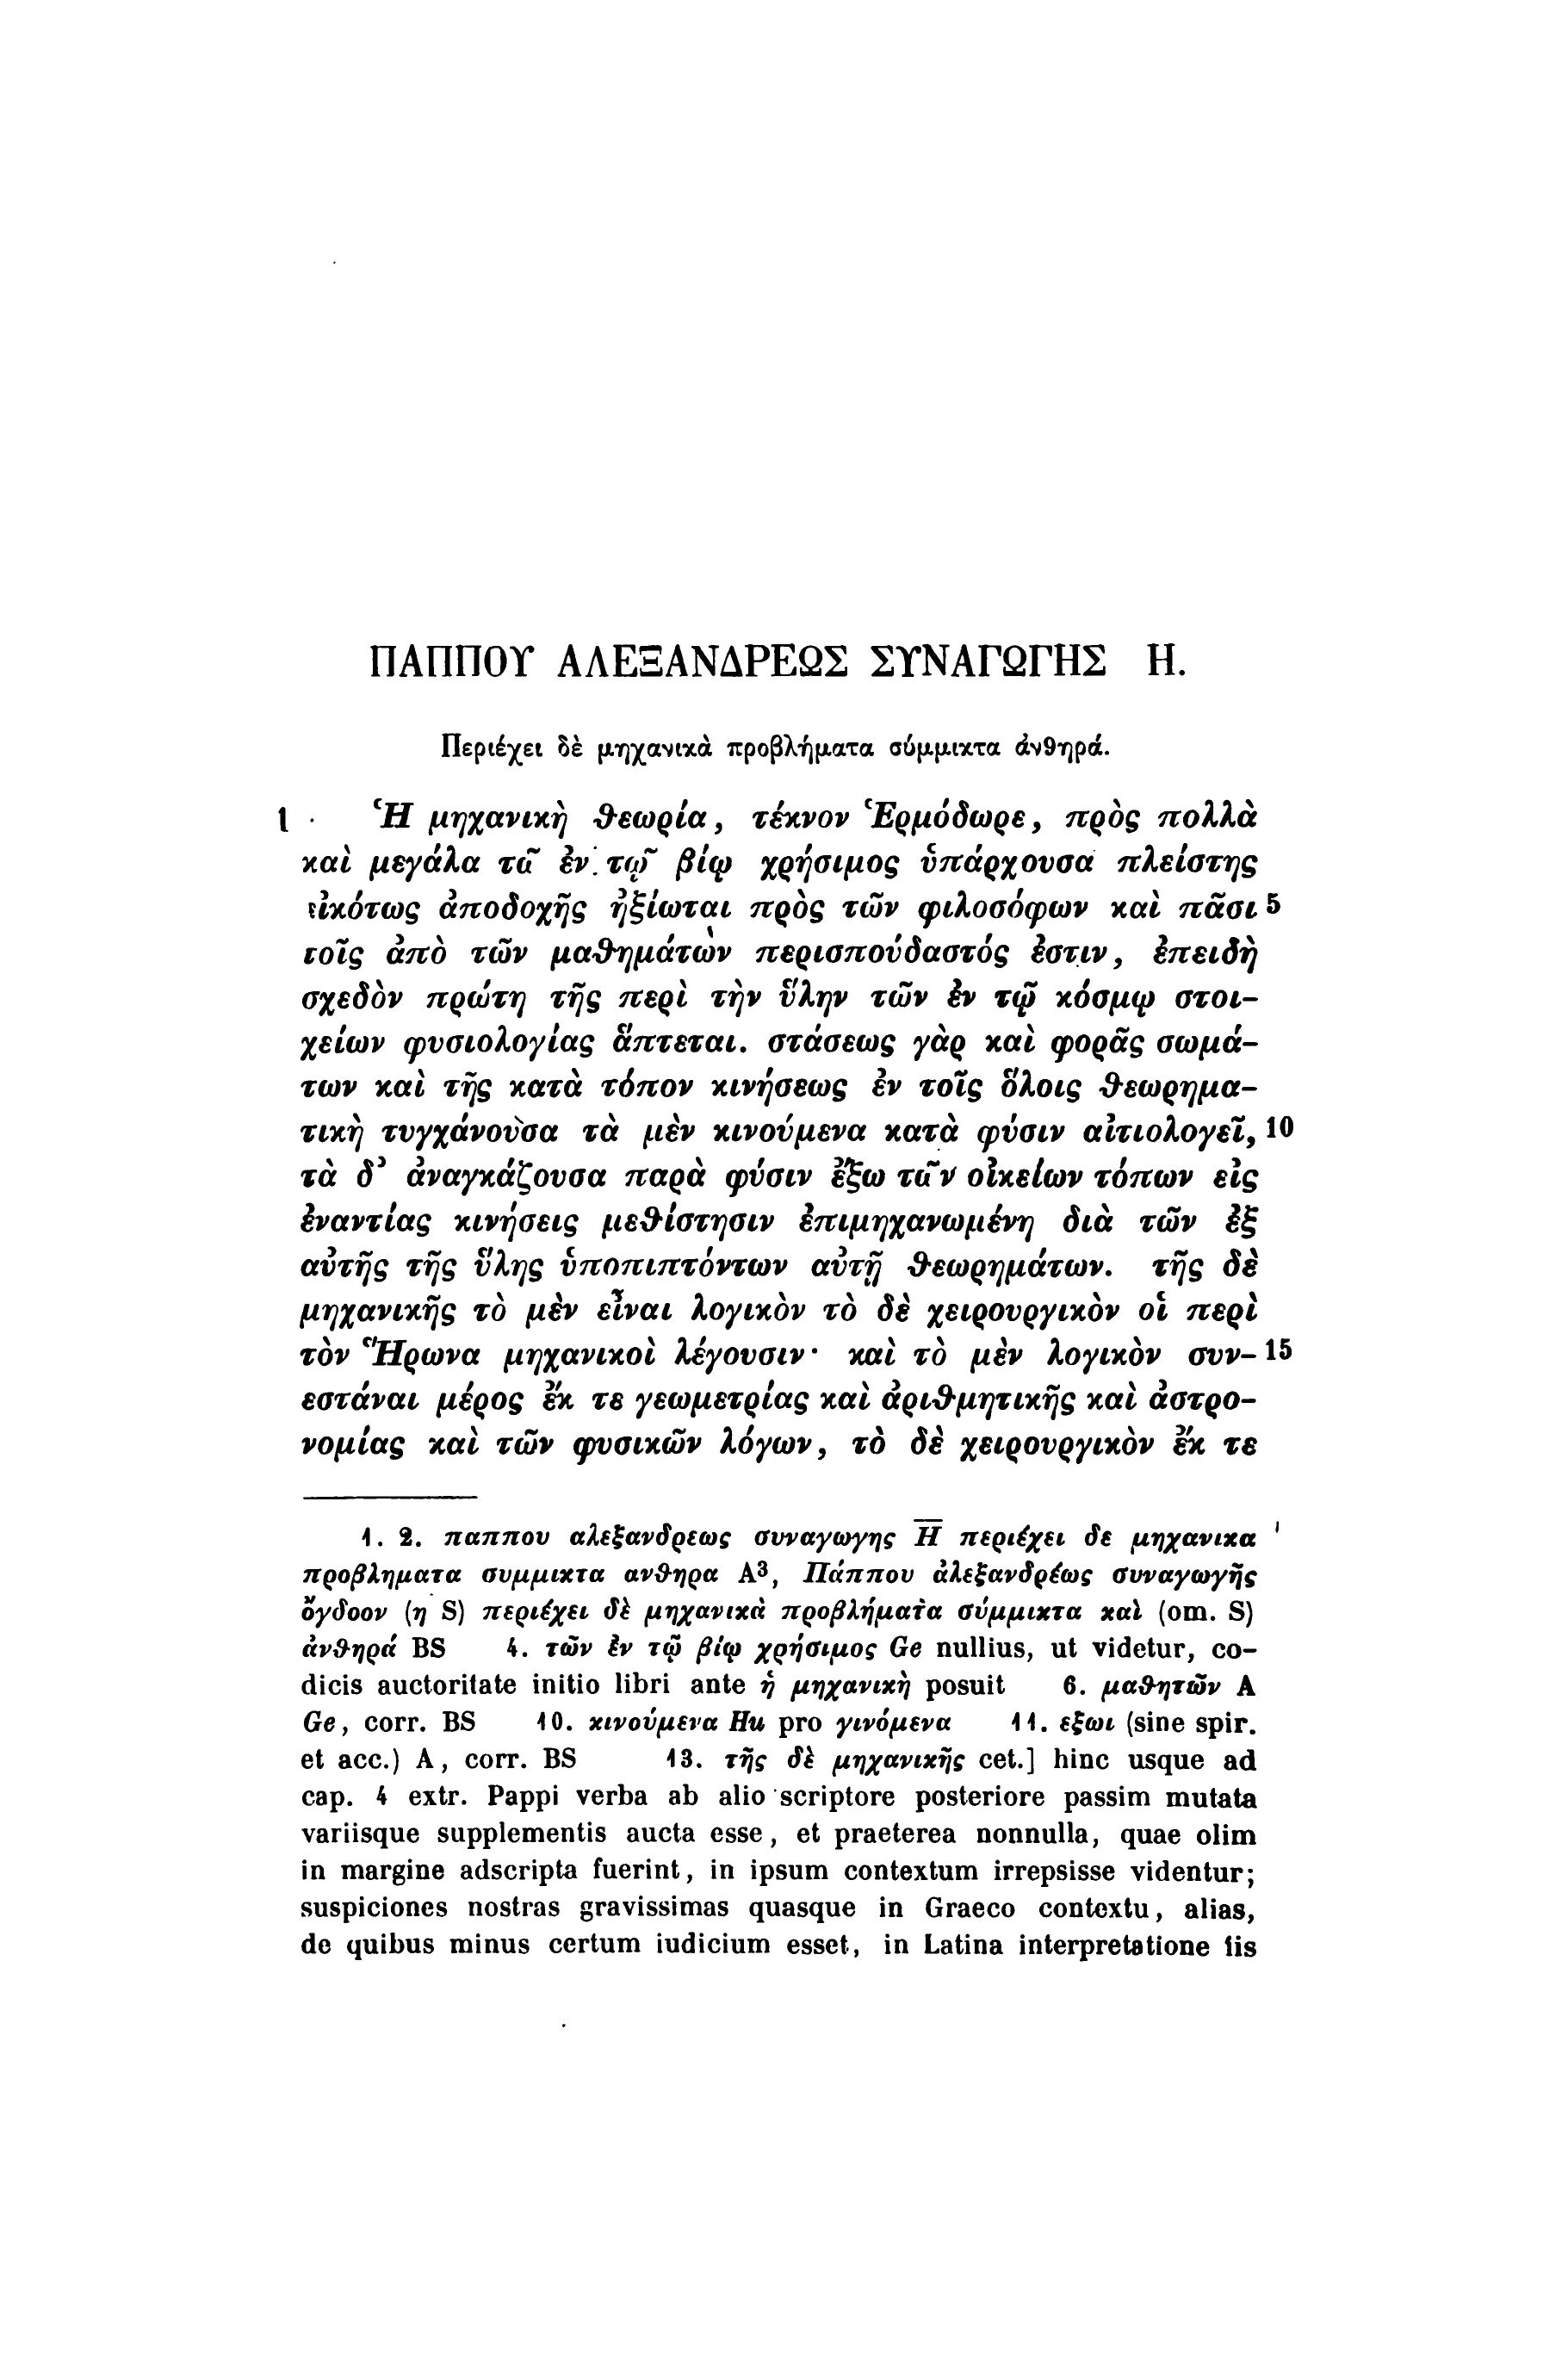 ΠΑΠΠΟΥ ΑΛΕΞΑΝΔΡΕΩΣ ΣΥΝΑΓΩΓΗΣ Η.
Περιέχει δὲ μηχανικὰ προβλήματα σύμμικτα ἀνθηρά.
1 Ἡ μηχανικὴ θεωρία, τέκνον Ἑρμόδωρε, πρὸς πολλὰ
καὶ μεγάλα τῶν ἐν τῷ βίῳ χρήσιμος ὑπάρχουσα πλείστης
εἰκότως ἀποδοχῆς ἠξίωται πρὸς τῶν φιλοσόφων καὶ πᾶσι 5
τοῖς ἀπὸ τῶν μαθημάτων περισπούδαστός ἐστιν, ἐπειδὴ
σχεδὸν πρώτη τῆς περὶ τὴν ὕλην τῶν ἐν τῷ κόσμῳ στοι-
χείων φυσιολογίας ἅπτεται. στάσεως γὰρ καὶ φορᾶς σωμά-
των καὶ τῆς κατὰ τόπον κινήσεως ἐν τοῖς ὅλοις θεωρημα-
τικὴ τυγχάνουσα τὰ μὲν κινούμενα κατὰ φύσιν αἰτιολογεῖ, 10
τὰ δ’ ἀναγκάζουσα παρὰ φύσιν ἔξω τῶν οἰκείων τόπων εἰς
ἐναντίας κινήσεις μεθίστησιν ἐπιμηχανωμένη διὰ τῶν ἐξ
αὐτῆς τῆς ὕλης ὑποπιπτόντων αὐτῇ θεωρημάτων. τῆς δὲ
μηχανικῆς τὸ μὲν εἶναι λογικὸν τὸ δὲ χειρουργικὸν οἱ περὶ
τὸν Ἥρωνα μηχανικοὶ λέγουσιν· καὶ τὸ μὲν λογικὸν συν- 15
εστάναι μέρος ἔκ τε γεωμετρίας καὶ ἀριθμητικῆς καὶ ἀστρο-
νομίας καὶ τῶν φυσικῶν λόγων, τὸ δὲ χειρουργικὸν ἔκ τε
1. 2. παππου αλεξανδρεως συναγωγης Η̅ περιέχει δε μηχανικα
προβληματα συμμικτα ανθηρα A³, Πάππου ἀλεξανδρέως συναγωγῆς
ὄγδοον (η S) περιέχει δὲ μηχανικὰ προβλήματα σύμμικτα καὶ (om. S)
ἀνθηρά BS 4. τῶν ἐν τῷ βίῳ χρήσιμος Ge nullius, ut videtur, co-
dicis auctoritate initio libri ante ἡ μηχανικὴ posuit 6. μαθητῶν A
Ge, corr. BS 10. κινούμενα Hu pro γινόμενα 11. εξωι (sine spir.
et acc.) A, corr. BS 13. τῆς δὲ μηχανικῆς cet.] hinc usque ad
cap. 4 extr. Pappi verba ab alio scriptore posteriore passim mutata
variisque supplementis aucta esse, et praeterea nonnulla, quae olim
in margine adscripta fuerint, in ipsum contextum irrepsisse videntur;
suspiciones nostras gravissimas quasque in Graeco contextu, alias,
de quibus minus certum iudicium esset, in Latina interpretatione iis